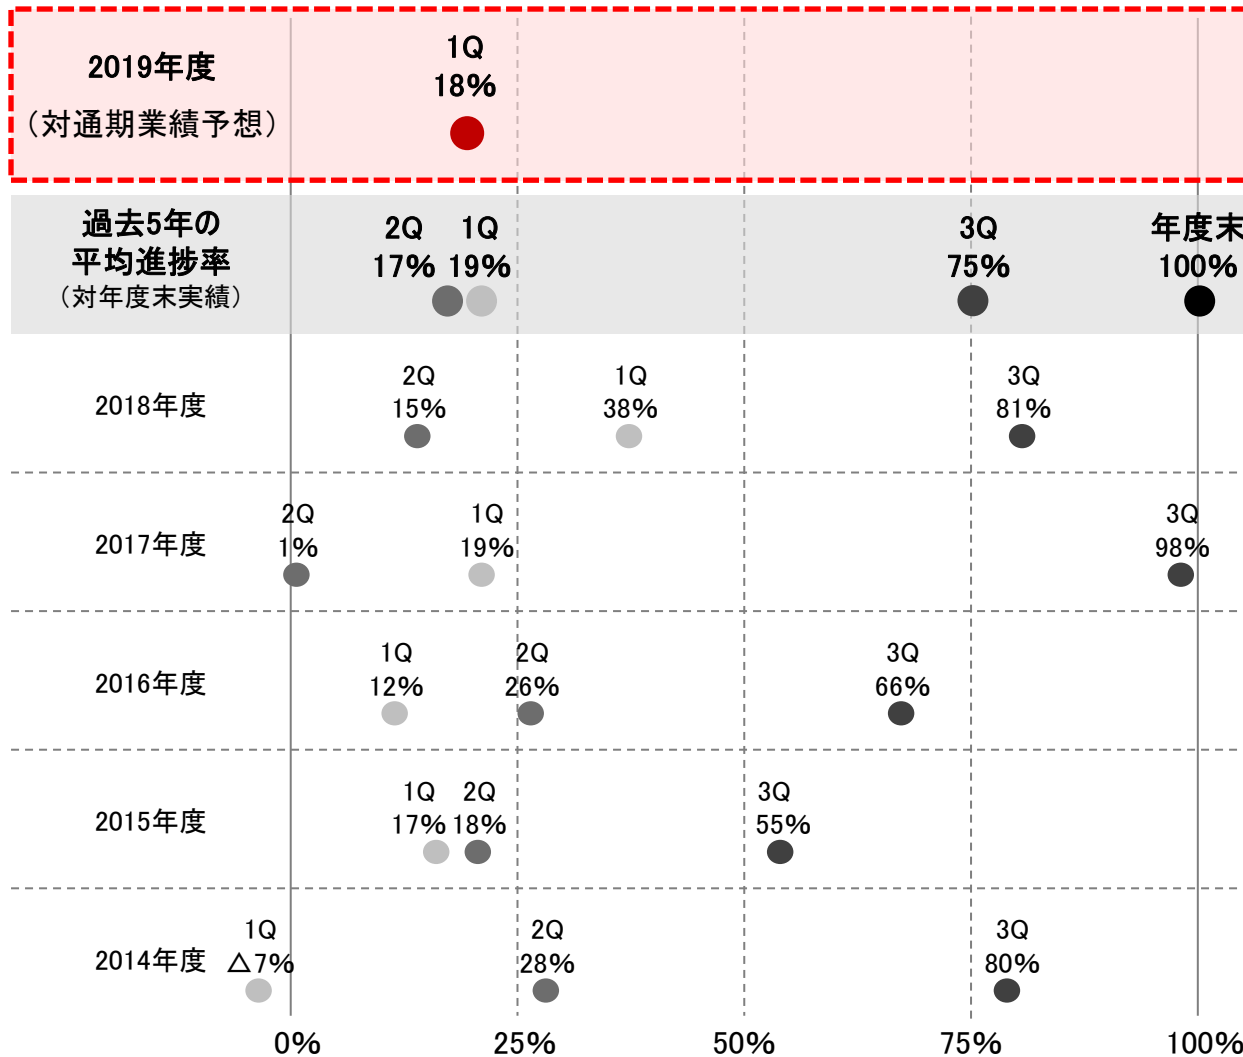 2019年度
（対通期業績予想）
1Q
18%
過去5年の
平均進捗率
（対年度末実績）
2Q
17%
1Q
19%
3Q
75%
年度末
100%
2018年度
2Q
15%
1Q
38%
3Q
81%
2017年度
2Q
1%
1Q
19%
3Q
98%
2016年度
1Q
12%
2Q
26%
3Q
66%
2015年度
1Q
17%
2Q
18%
3Q
55%
2014年度
1Q
△7%
2Q
28%
3Q
80%
0%
25%
50%
75%
100%